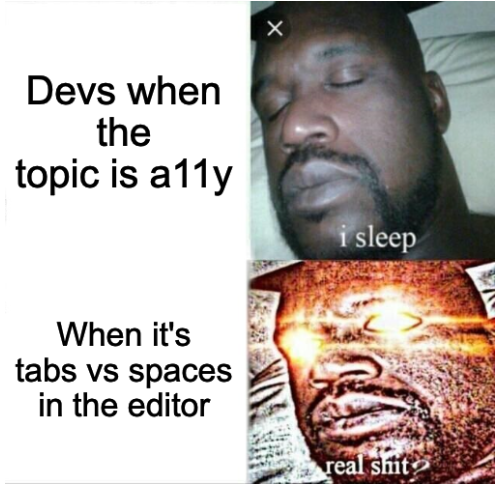 Devs when
the
topic is a11y
i sleep
When it's
tabs vs spaces
in the editor
real shit?